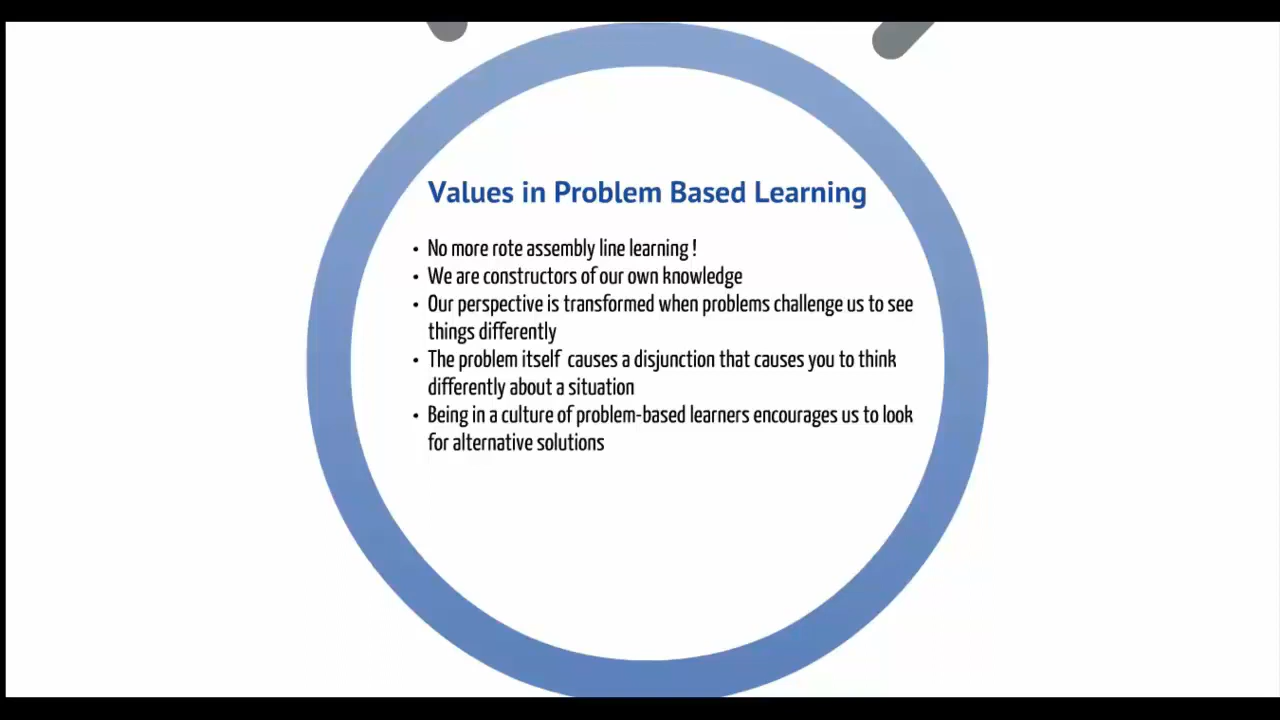 Values in Problem Based Learning
• No more rote assembly line learning !
• We are constructors of our own knowledge
• Our perspective is transformed when problems challenge us to see
things differently
• The problem itself causes a disjunction that causes you to think
differently about a situation
• Being in a culture of problem-based learners encourages us to look
for alternative solutions